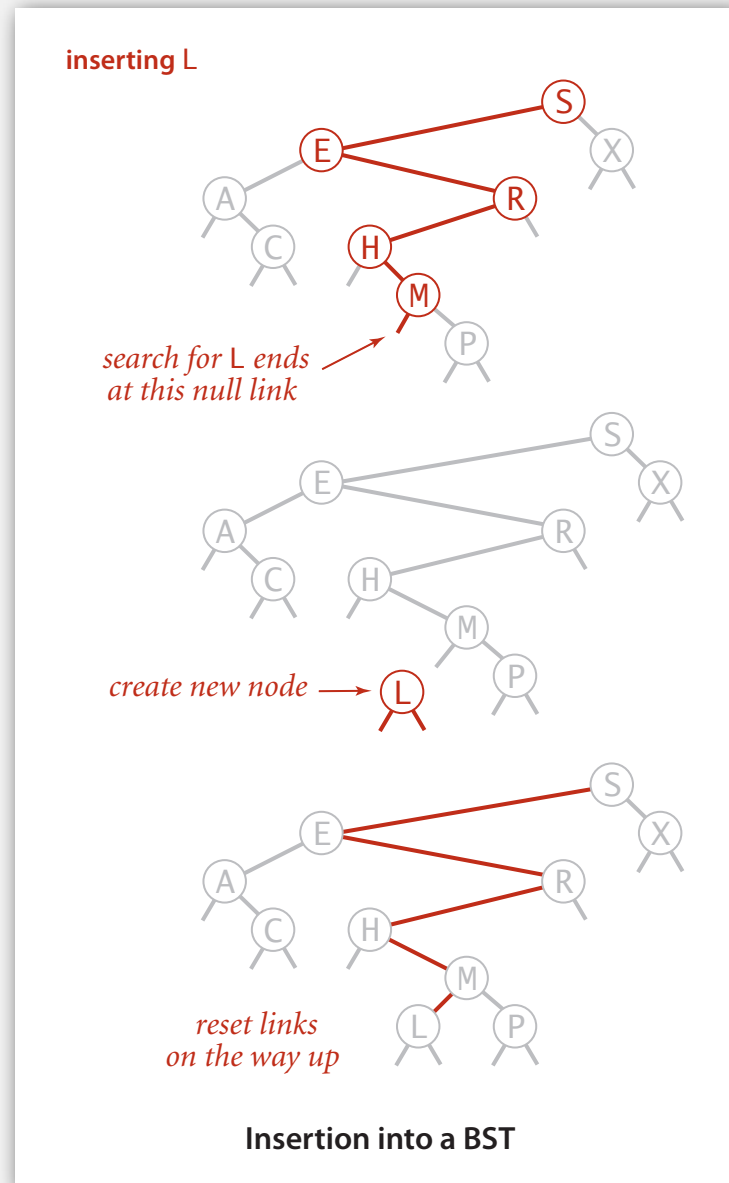 inserting L
S
E
X
A
R
C
H
M
P
search for L ends
at this null link
S
E
X
A
R
C
H
M
P
create new node
L
S
E
X
A
R
C
H
M
L
P
reset links
on the way up
Insertion into a BST